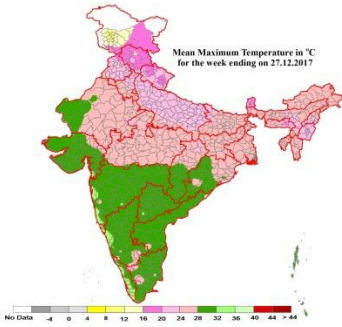 Mean Maximum Temperature in °C
for the week ending on 27.12.2017
No Data -4 0 4 8 12 16 20 24 28 32 36 40 44 > 44